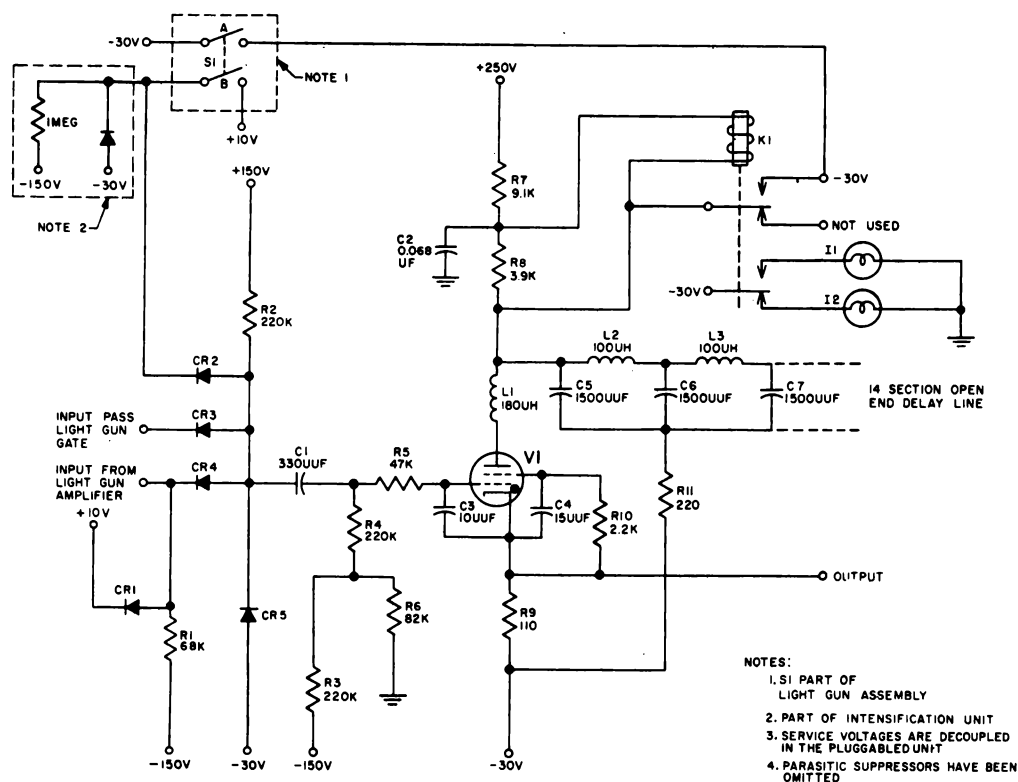 -30V
A
S1
B
NOTE 1
+10V
1MEG
-150V
-30V
NOTE 2
+150V
R2
220K
CR2
INPUT PASS
LIGHT GUN
GATE
CR3
INPUT FROM
LIGHT GUN
AMPLIFIER
CR4
+10V
CR1
R1
68K
CR5
-150V
-30V
C1
330UUF
R5
47K
R4
220K
R6
82K
R3
220K
-150V
+250V
R7
9.1K
C2
0.068
UF
R8
3.9K
L1
180UH
V1
C3
10UUF
C4
15UUF
R10
2.2K
R9
110
-30V
K1
-30V
NOT USED
I1
-30V
I2
L2
100UH
L3
100UH
C5
1500UUF
C6
1500UUF
C7
1500UUF
14 SECTION OPEN
END DELAY LINE
R11
220
OUTPUT
NOTES:
1. S1 PART OF
LIGHT GUN ASSEMBLY
2. PART OF INTENSIFICATION UNIT
3. SERVICE VOLTAGES ARE DECOUPLED
IN THE PLUGGABLE UNIT
4. PARASITIC SUPPRESSORS HAVE BEEN
OMITTED